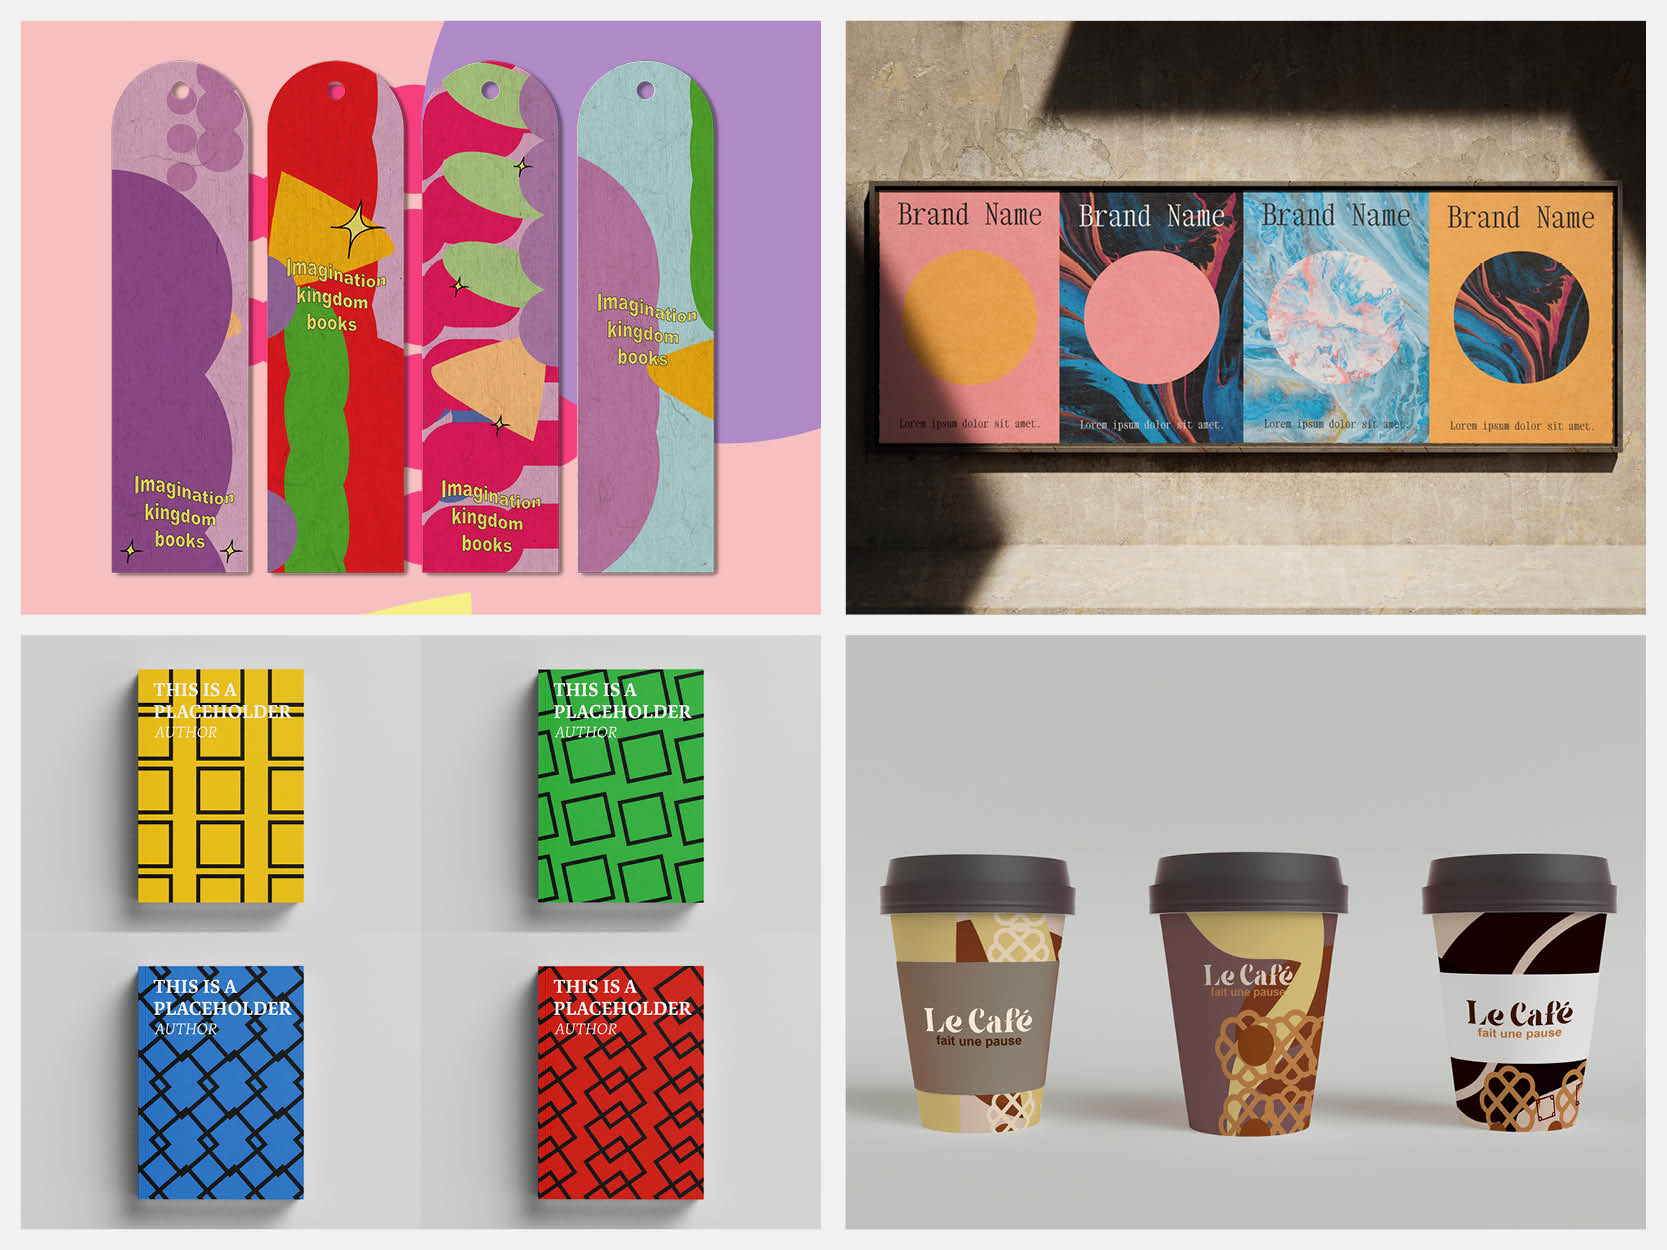 Imagination
kingdom
books
Imagination
kingdom
books
Imagination
kingdom
books
Imagination
kingdom
books
Brand Name
Brand Name
Brand Name
Brand Name
Lorem ipsum dolor sit amet.
Lorem ipsum dolor sit amet.
Lorem ipsum dolor sit amet.
Lorem ipsum dolor sit amet.
THIS IS A
PLACEHOLDER
AUTHOR
THIS IS A
PLACEHOLDER
AUTHOR
THIS IS A
PLACEHOLDER
AUTHOR
THIS IS A
PLACEHOLDER
AUTHOR
Le Café
fait une pause
Le Café
fait une pause
Le Café
fait une pause